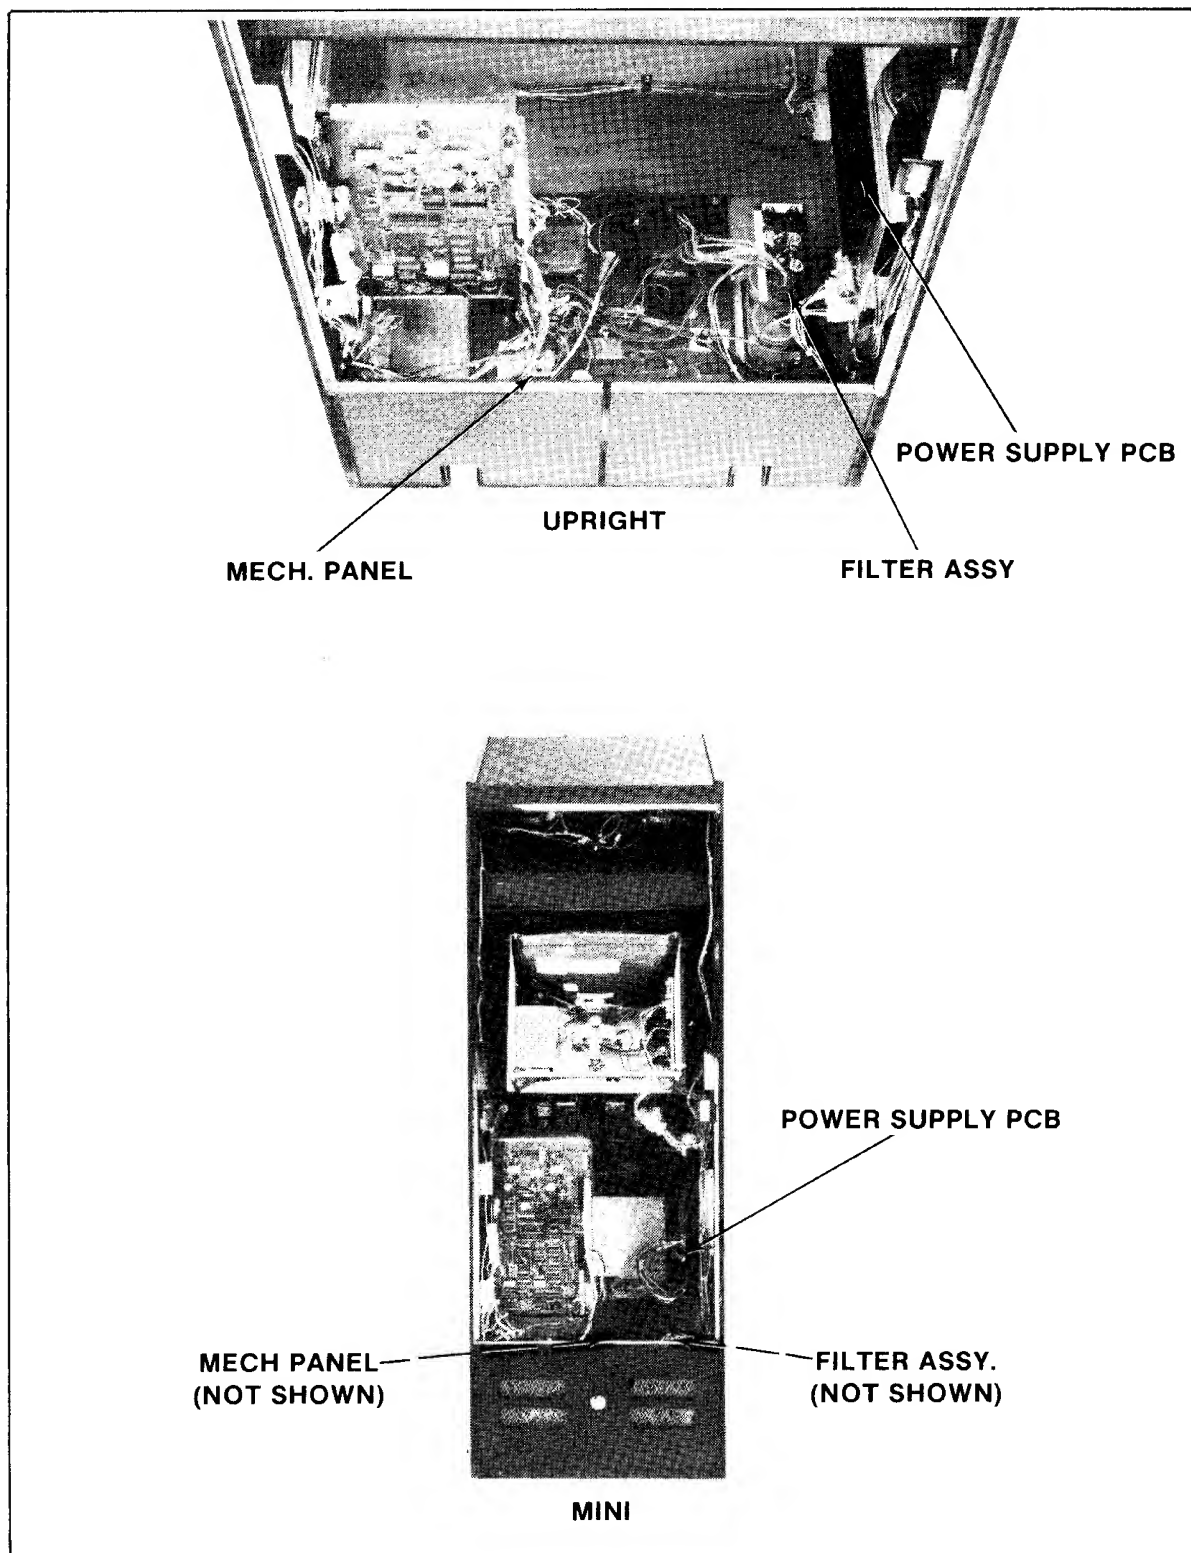 POWER SUPPLY PCB
UPRIGHT
MECH. PANEL
FILTER ASSY
POWER SUPPLY PCB
MECH PANEL
(NOT SHOWN)
FILTER ASSY.
(NOT SHOWN)
MINI